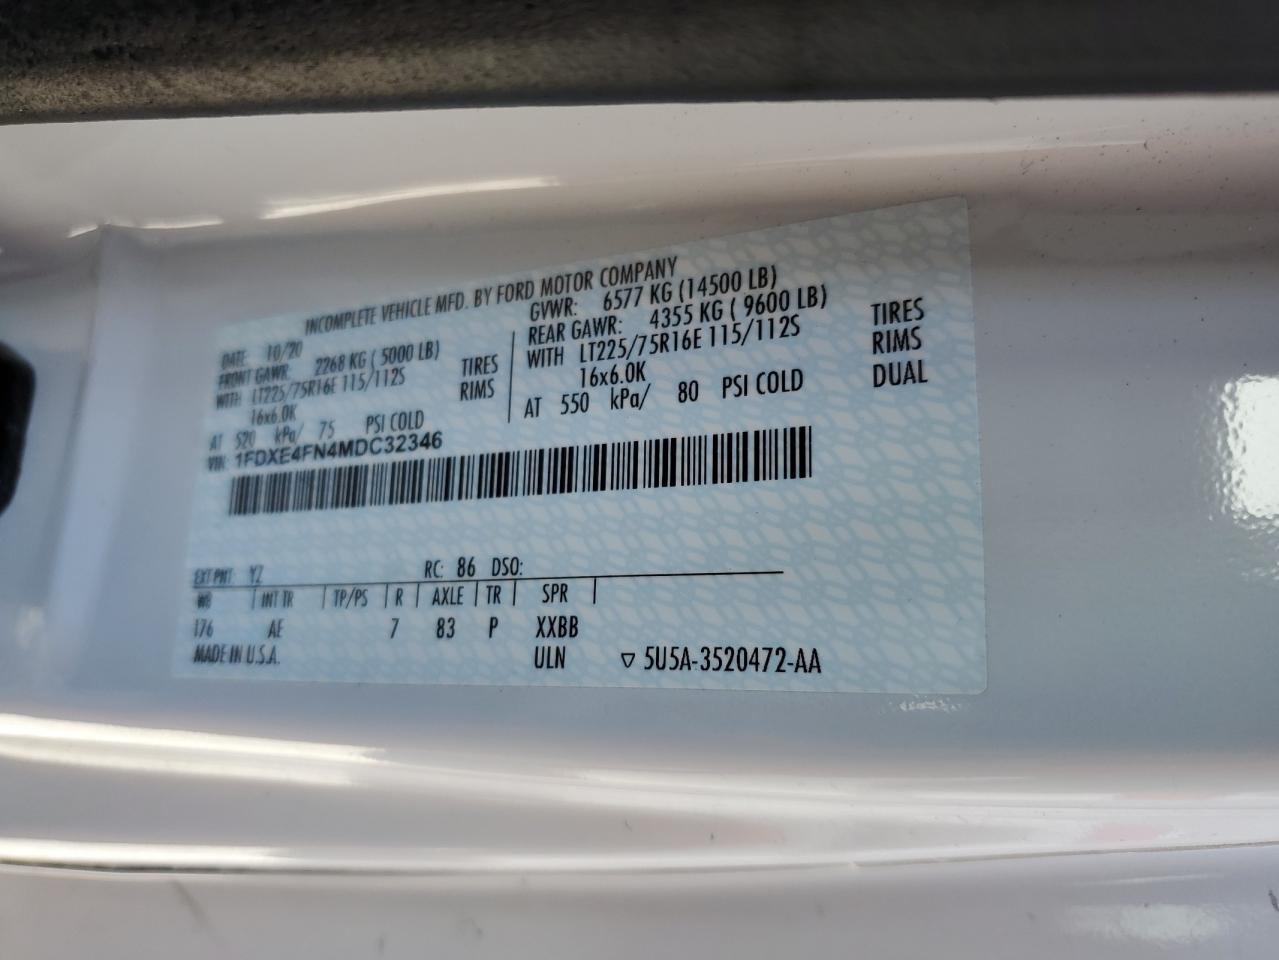 INCOMPLETE VEHICLE MFD. BY FORD MOTOR COMPANY
DATE 10/20 GVWR: 6577 KG (14500 LB)
FRONT GAWR: 2268 KG (5000 LB) REAR GAWR: 4355 KG (9600 LB)
WITH LT225/75R16E 115/112S TIRES WITH LT225/75R16E 115/112S TIRES
16x6.0K RIMS 16x6.0K RIMS
AT 520 kPa/ 75 PSI COLD AT 550 kPa/ 80 PSI COLD DUAL
VIN: 1FDXE4FN4MDC32346
EXT PNT: YZ RC: 86 DSO:
WB INT TR TP/PS R AXLE TR SPR
176 AE 7 83 P XXBB
MADE IN U.S.A. ULN ▽ 5U5A-3520472-AA